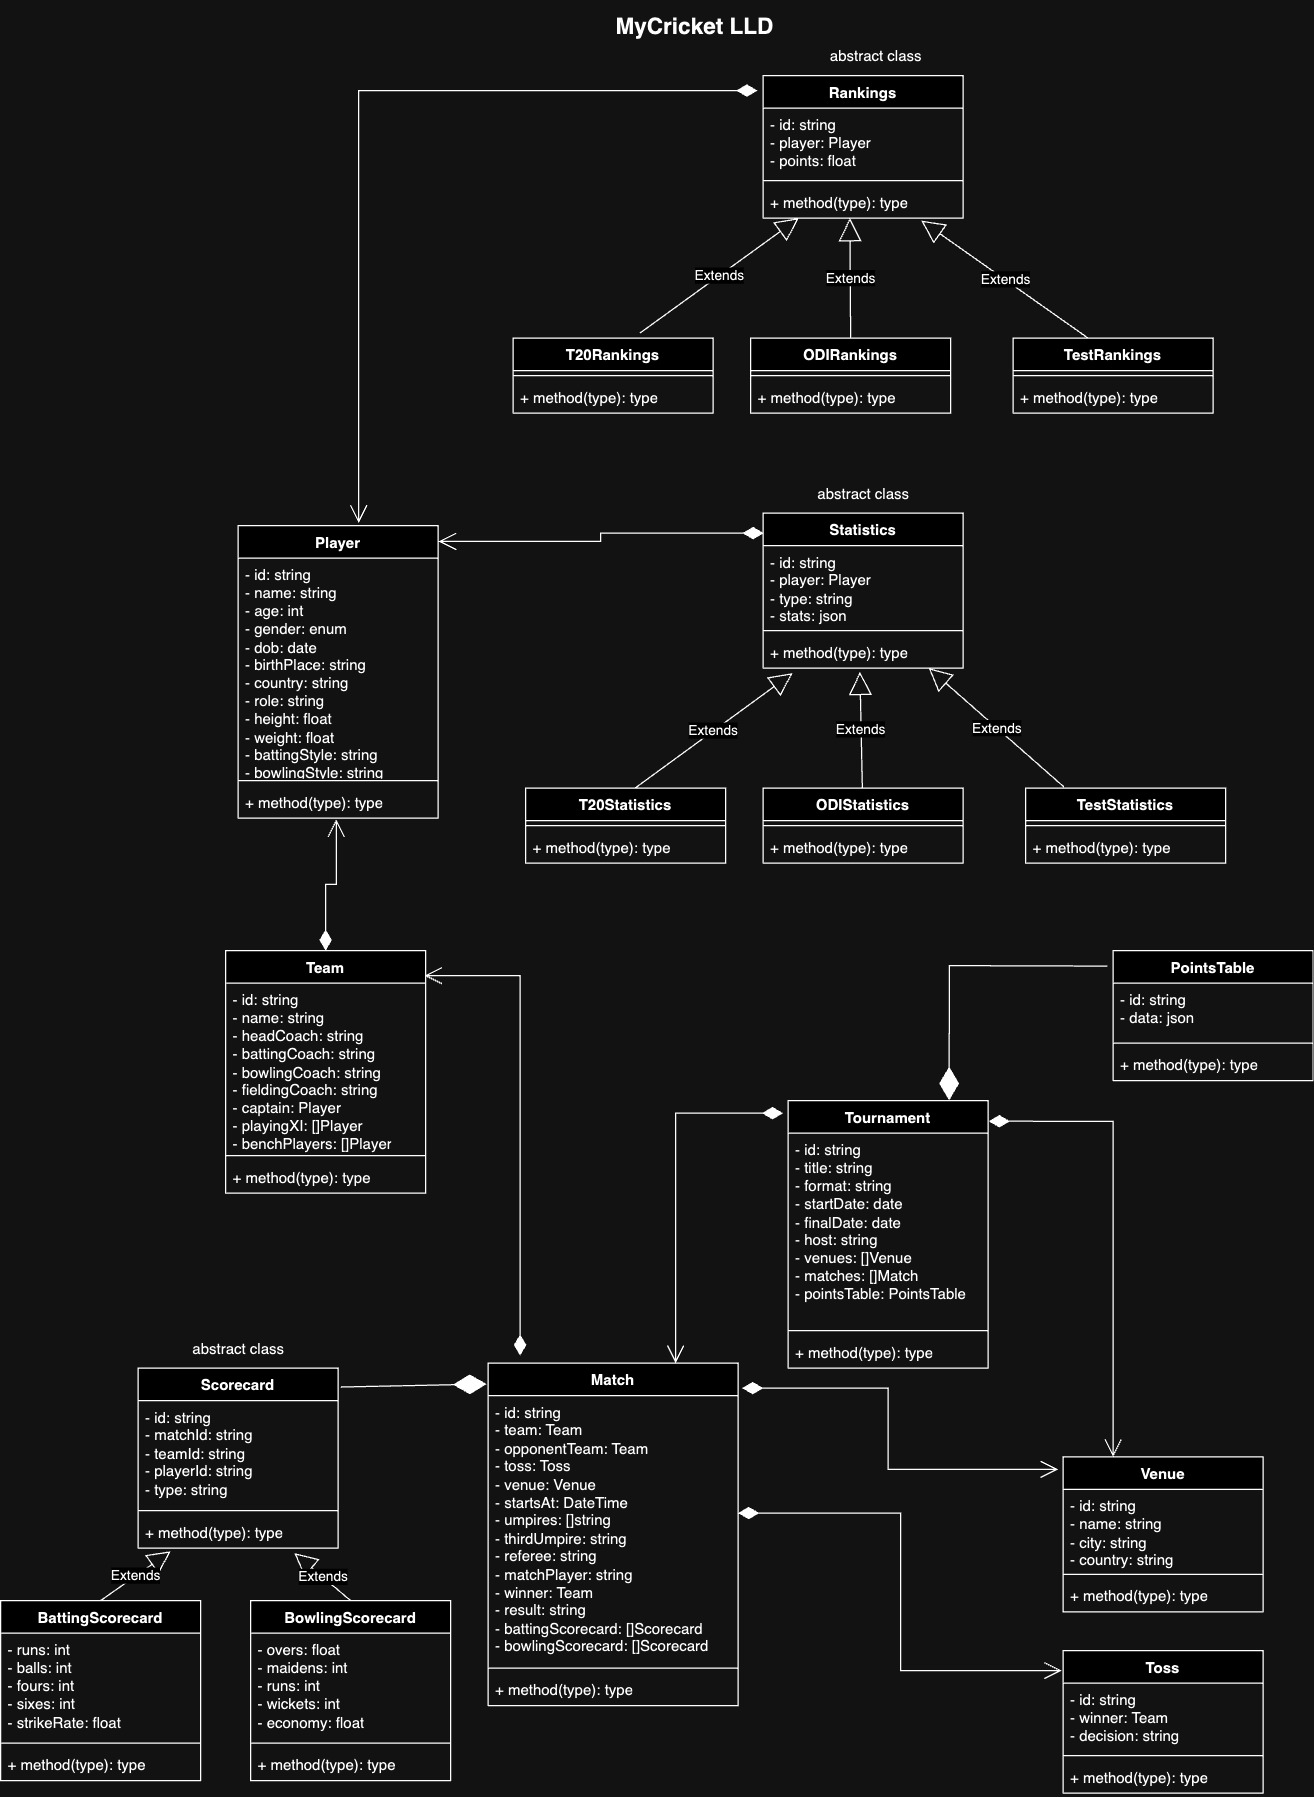 MyCricket LLD
abstract class
Rankings
- id: string
- player: Player
- points: float
+ method(type): type
Extends
Extends
Extends
T20Rankings
+ method(type): type
ODIRankings
+ method(type): type
TestRankings
+ method(type): type
abstract class
Statistics
- id: string
- player: Player
- type: string
- stats: json
+ method(type): type
Player
- id: string
- name: string
- age: int
- gender: enum
- dob: date
- birthPlace: string
- country: string
- role: string
- height: float
- weight: float
- battingStyle: string
- bowlingStyle: string
+ method(type): type
Extends
Extends
Extends
T20Statistics
+ method(type): type
ODIStatistics
+ method(type): type
TestStatistics
+ method(type): type
Team
- id: string
- name: string
- headCoach: string
- battingCoach: string
- bowlingCoach: string
- fieldingCoach: string
- captain: Player
- playingXI: []Player
- benchPlayers: []Player
+ method(type): type
PointsTable
- id: string
- data: json
+ method(type): type
Tournament
- id: string
- title: string
- format: string
- startDate: date
- finalDate: date
- host: string
- venues: []Venue
- matches: []Match
- pointsTable: PointsTable
+ method(type): type
abstract class
Scorecard
- id: string
- matchId: string
- teamId: string
- playerId: string
- type: string
+ method(type): type
Extends
Extends
BattingScorecard
- runs: int
- balls: int
- fours: int
- sixes: int
- strikeRate: float
+ method(type): type
BowlingScorecard
- overs: float
- maidens: int
- runs: int
- wickets: int
- economy: float
+ method(type): type
Match
- id: string
- team: Team
- opponentTeam: Team
- toss: Toss
- venue: Venue
- startsAt: DateTime
- umpires: []string
- thirdUmpire: string
- referee: string
- matchPlayer: string
- winner: Team
- result: string
- battingScorecard: []Scorecard
- bowlingScorecard: []Scorecard
+ method(type): type
Venue
- id: string
- name: string
- city: string
- country: string
+ method(type): type
Toss
- id: string
- winner: Team
- decision: string
+ method(type): type